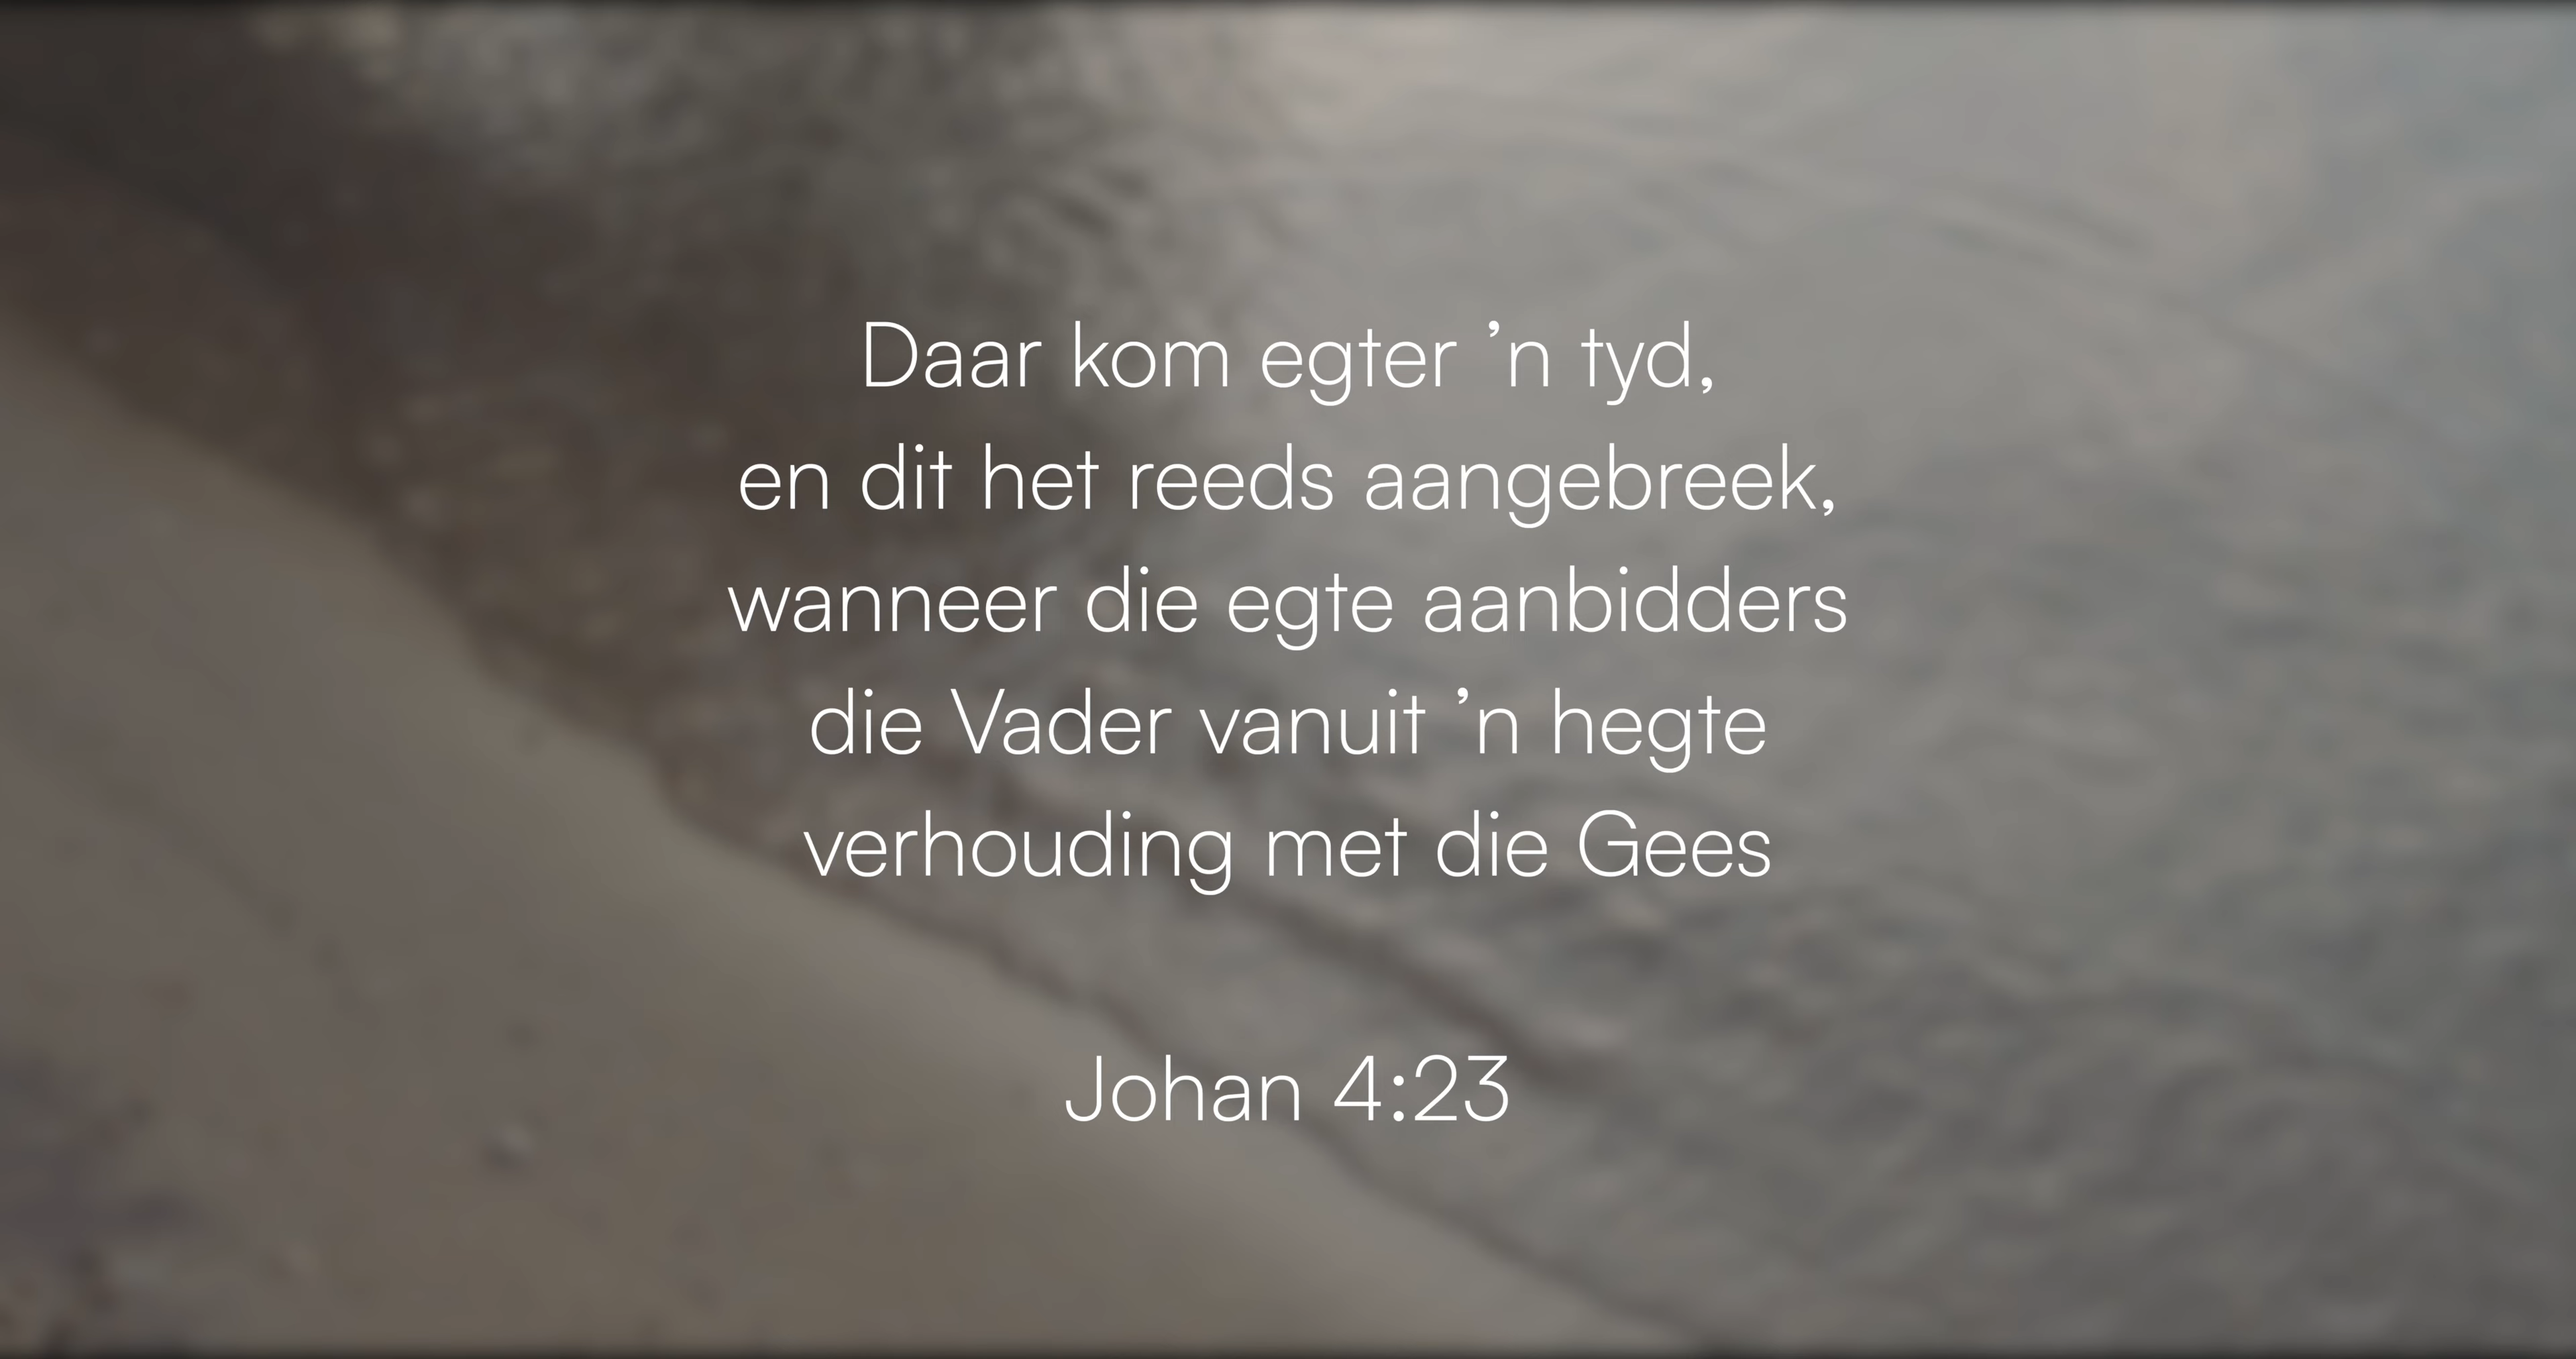 Daar kom egter ’n tyd,
en dit het reeds aangebreek,
wanneer die egte aanbidders
die Vader vanuit ’n hegte
verhouding met die Gees
Johan 4:23